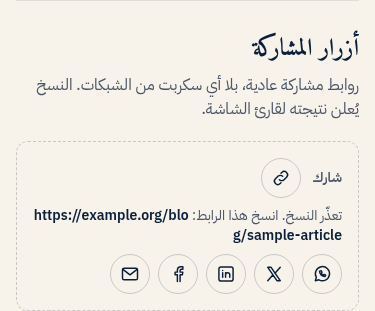 أزرار المشاركة
روابط مشاركة عادية، بلا أي سكربت من الشبكات. النسخ
يُعلن نتيجته لقارئ الشاشة.
شارك
تعذّر النسخ. انسخ هذا الرابط: https://example.org/blo
g/sample-article